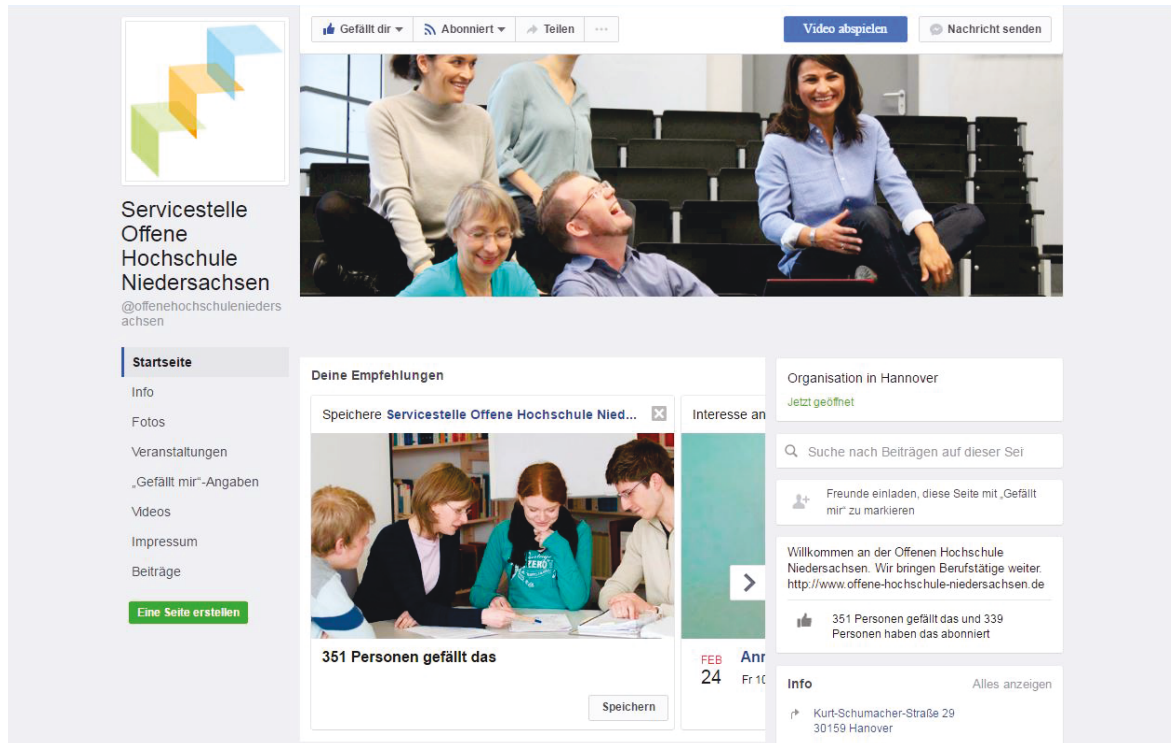 Gefällt dir
Abonniert
Teilen
Video abspielen
Nachricht senden
Servicestelle
Offene
Hochschule
Niedersachsen
@offenehochschulenieders
achsen
Startseite
Info
Fotos
Veranstaltungen
„Gefällt mir“-Angaben
Videos
Impressum
Beiträge
Eine Seite erstellen
Deine Empfehlungen
Speichere Servicestelle Offene Hochschule Nied...
ZERO
351 Personen gefällt das
Speichern
Interesse an
FEB
24
Anr
Fr 10
Organisation in Hannover
Jetzt geöffnet
Suche nach Beiträgen auf dieser Sei
Freunde einladen, diese Seite mit „Gefällt
mir“ zu markieren
Willkommen an der Offenen Hochschule
Niedersachsen. Wir bringen Berufstätige weiter.
http://www.offene-hochschule-niedersachsen.de
351 Personen gefällt das und 339
Personen haben das abonniert
Info
Alles anzeigen
Kurt-Schumacher-Straße 29
30159 Hanover